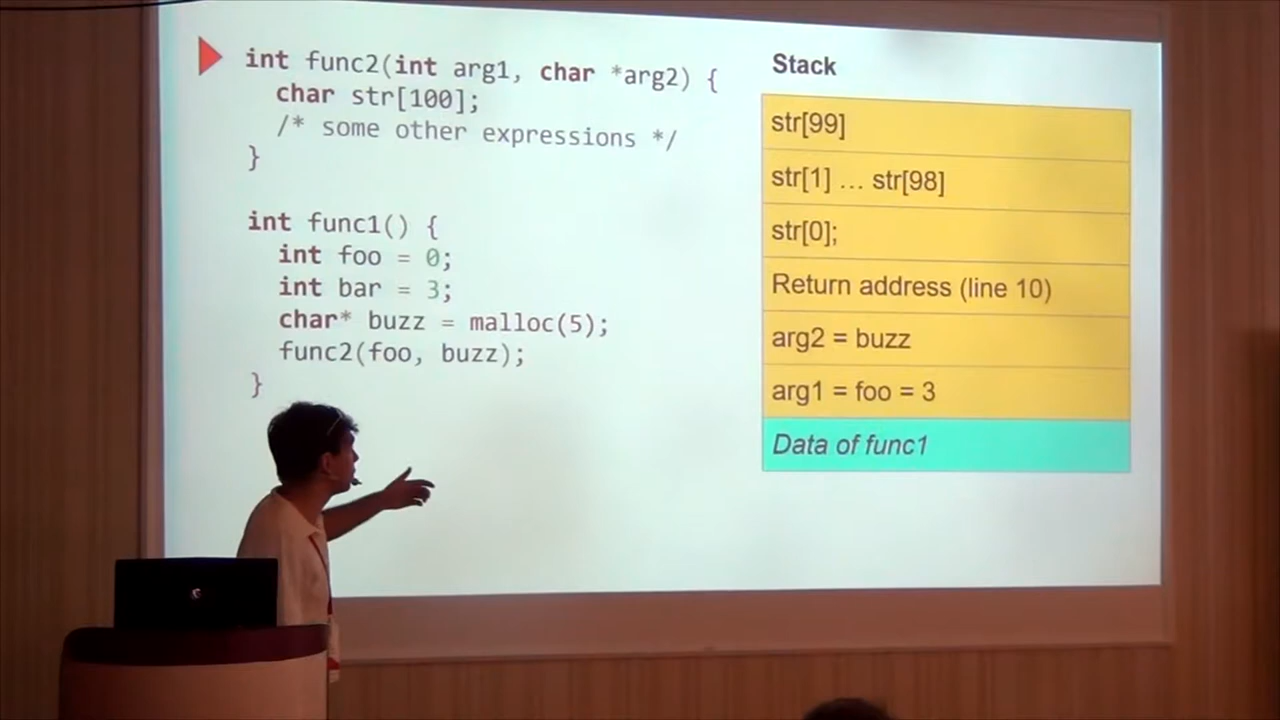 int func2(int arg1, char *arg2) {
char str[100];
/* some other expressions */
}
int func1() {
int foo = 0;
int bar = 3;
char* buzz = malloc(5);
func2(foo, buzz);
}
Stack
str[99]
str[1] … str[98]
str[0];
Return address (line 10)
arg2 = buzz
arg1 = foo = 3
Data of func1